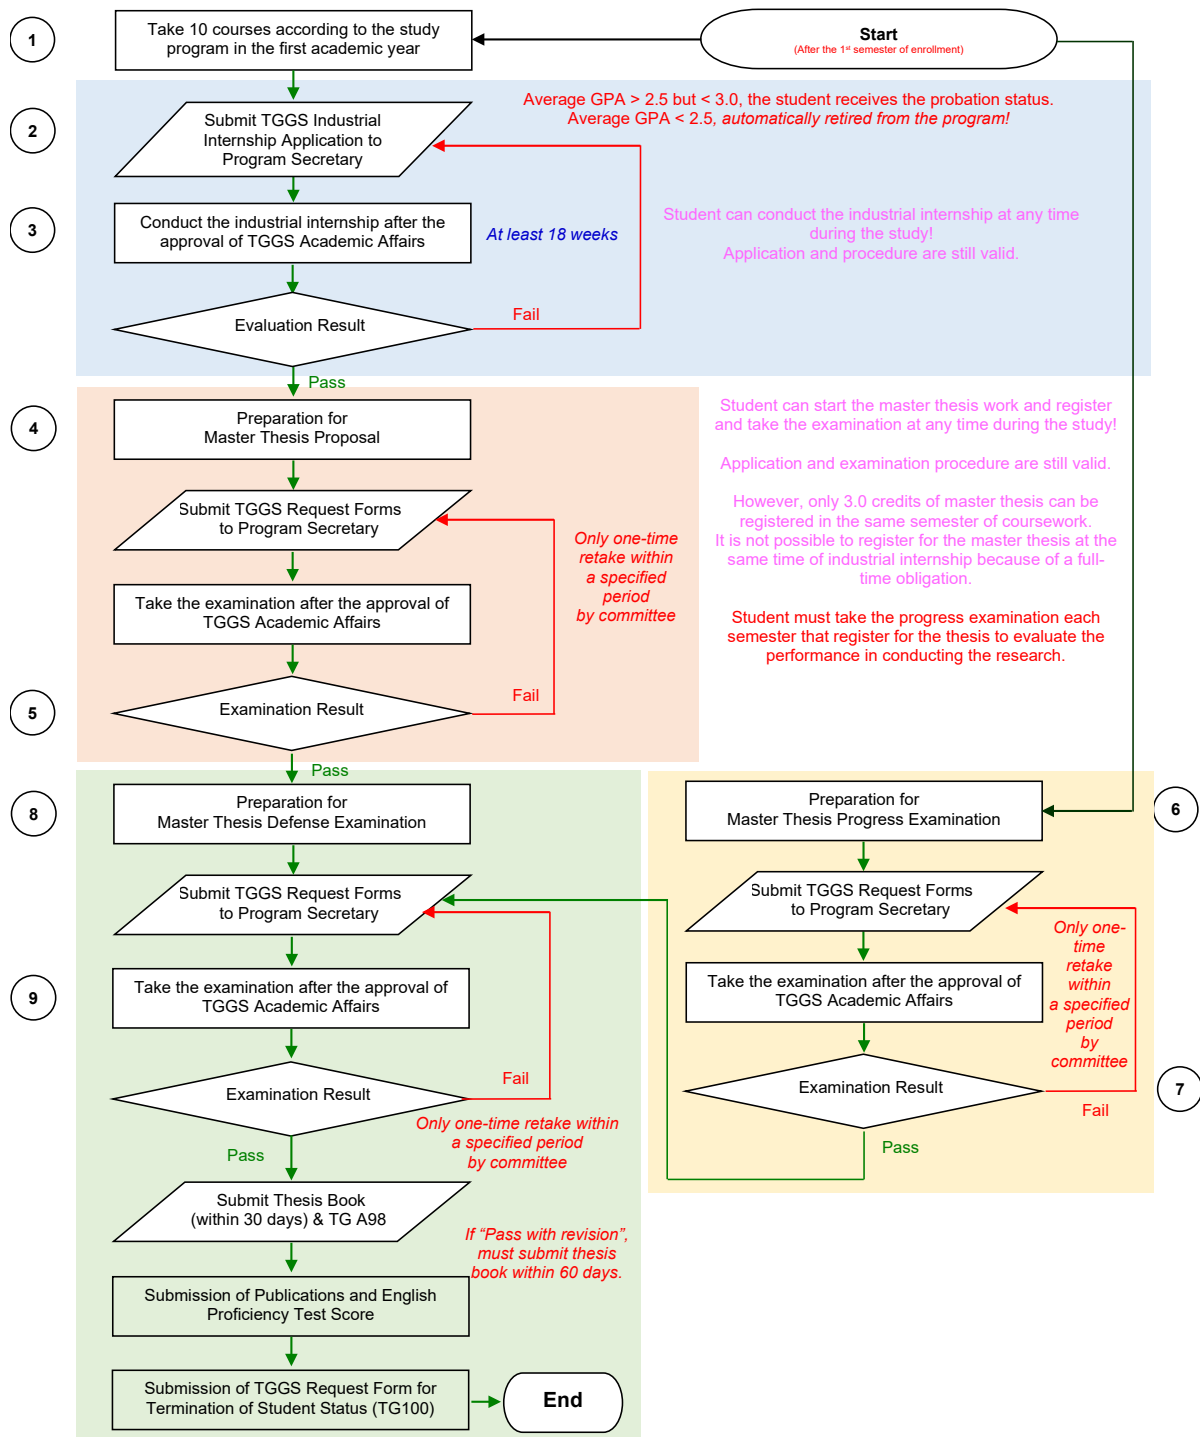 1
Take 10 courses according to the study
program in the first academic year
Start
(After the 1st semester of enrollment)
2
Submit TGGS Industrial
Internship Application to
Program Secretary
Average GPA > 2.5 but < 3.0, the student receives the probation status.
Average GPA < 2.5, automatically retired from the program!
3
Conduct the industrial internship after the
approval of TGGS Academic Affairs
At least 18 weeks
Student can conduct the industrial internship at any time
during the study!
Application and procedure are still valid.
Evaluation Result
Fail
Pass
4
Preparation for
Master Thesis Proposal
Submit TGGS Request Forms
to Program Secretary
Only one-time
retake within
a specified
period
by committee
Take the examination after the approval of
TGGS Academic Affairs
5
Examination Result
Fail
Pass
Student can start the master thesis work and register
and take the examination at any time during the study!
Application and examination procedure are still valid.
However, only 3.0 credits of master thesis can be
registered in the same semester of coursework.
It is not possible to register for the master thesis at the
same time of industrial internship because of a full-
time obligation.
Student must take the progress examination each
semester that register for the thesis to evaluate the
performance in conducting the research.
8
Preparation for
Master Thesis Defense Examination
Submit TGGS Request Forms
to Program Secretary
9
Take the examination after the approval of
TGGS Academic Affairs
Examination Result
Fail
Only one-time retake within
a specified period
by committee
Pass
Submit Thesis Book
(within 30 days) & TG A98
If “Pass with revision”,
must submit thesis
book within 60 days.
Submission of Publications and English
Proficiency Test Score
Submission of TGGS Request Form for
Termination of Student Status (TG100)
End
6
Preparation for
Master Thesis Progress Examination
Submit TGGS Request Forms
to Program Secretary
Only one-
time
retake
within
a specified
period
by
committee
Take the examination after the approval of
TGGS Academic Affairs
7
Examination Result
Fail
Pass